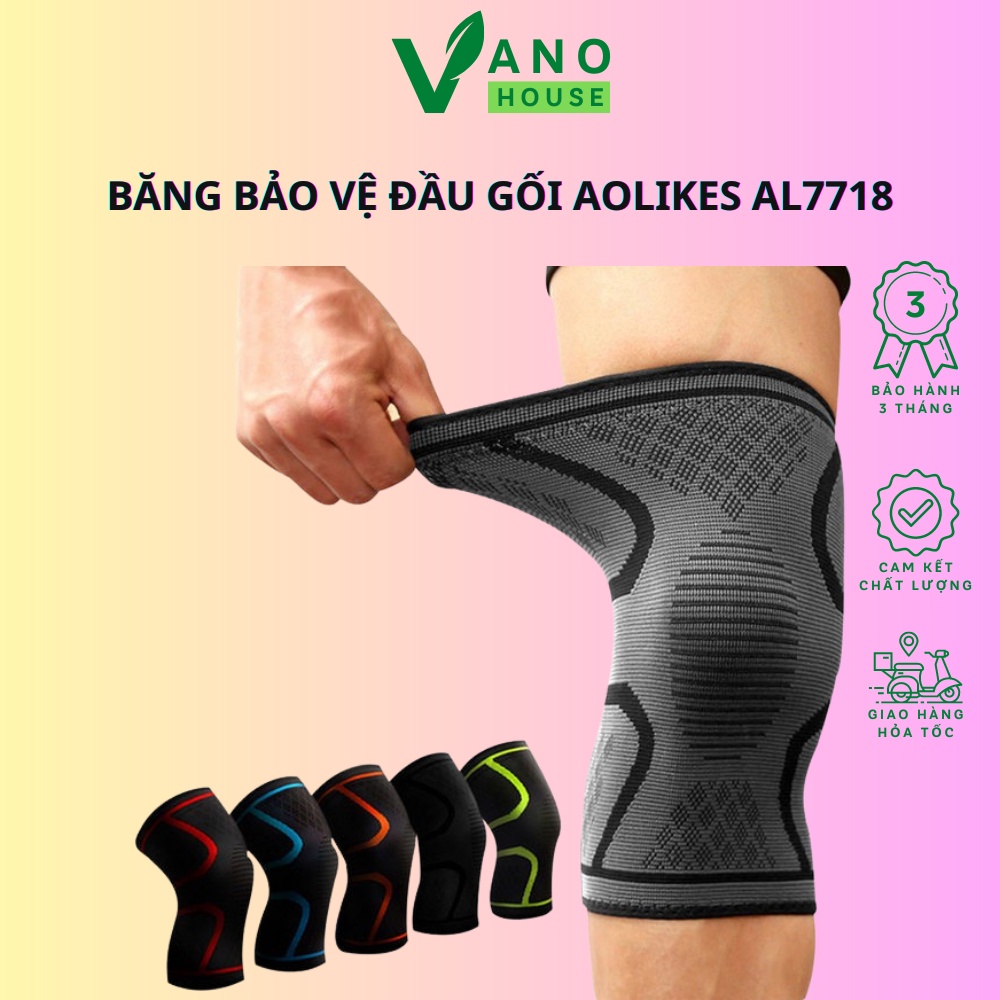 VANO
HOUSE
BĂNG BẢO VỆ ĐẦU GỐI AOLIKES AL7718
3
BẢO HÀNH
3 THÁNG
CAM KẾT
CHẤT LƯỢNG
GIAO HÀNG
HỎA TỐC